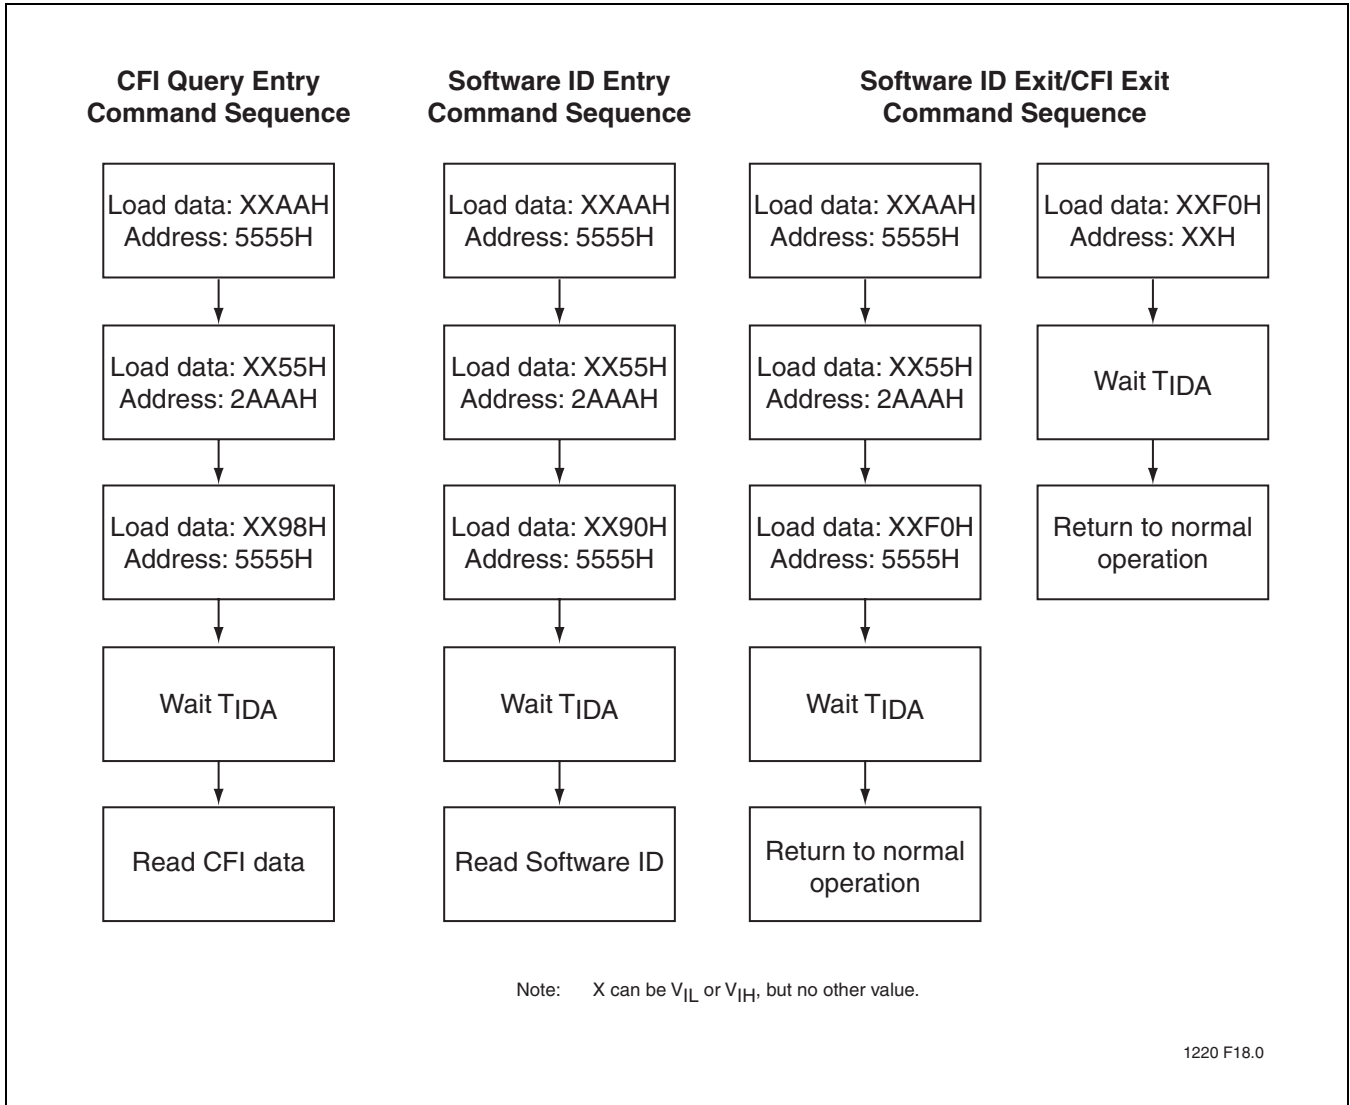 CFI Query Entry
Command Sequence
Load data: XXAAH
Address: 5555H
Load data: XX55H
Address: 2AAAH
Load data: XX98H
Address: 5555H
Wait TIDA
Read CFI data
Software ID Entry
Command Sequence
Load data: XXAAH
Address: 5555H
Load data: XX55H
Address: 2AAAH
Load data: XX90H
Address: 5555H
Wait TIDA
Read Software ID
Software ID Exit/CFI Exit
Command Sequence
Load data: XXAAH
Address: 5555H
Load data: XX55H
Address: 2AAAH
Load data: XXF0H
Address: 5555H
Wait TIDA
Return to normal
operation
Load data: XXF0H
Address: XXH
Wait TIDA
Return to normal
operation
Note: X can be VIL or VIH, but no other value.
1220 F18.0